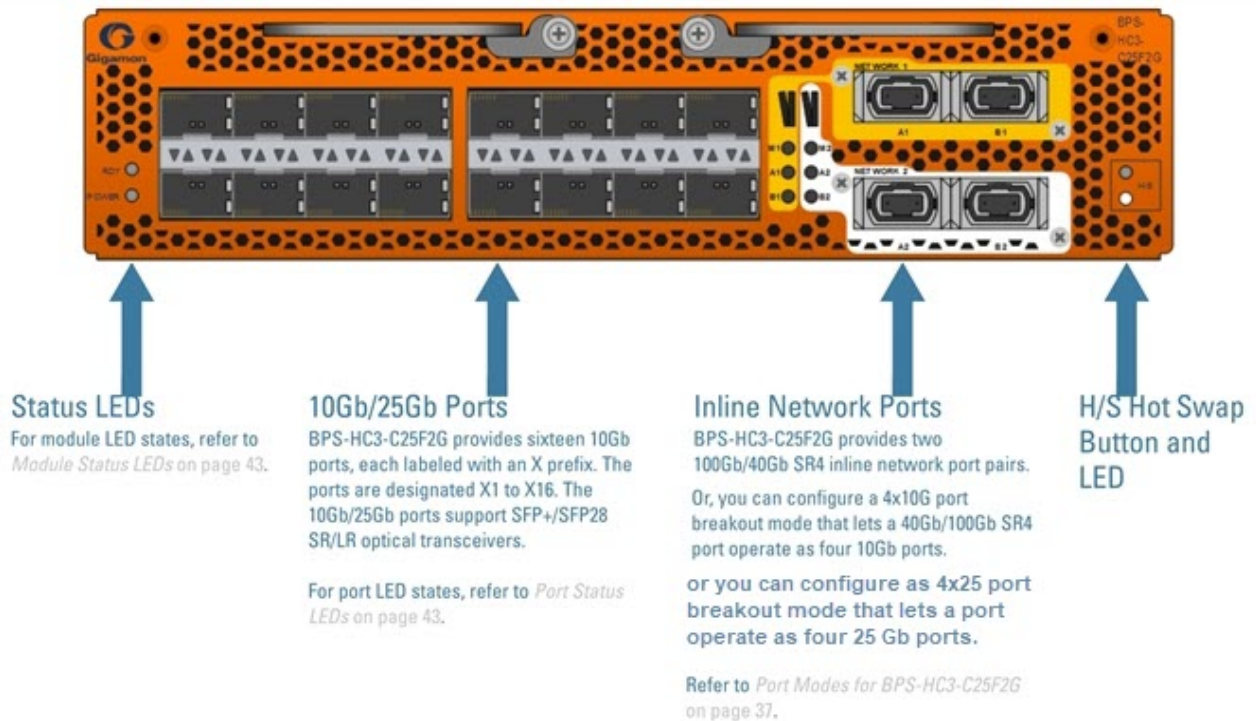 Gigamon
BPS-
HC3-
C25F2G
NETWORK 1
A1 B1
M1 M2
A1 A2
B1 B2
RDY
POWER
NETWORK 2
A2 B2
H/S
Status LEDs
For module LED states, refer to
Module Status LEDs on page 43.
10Gb/25Gb Ports
BPS-HC3-C25F2G provides sixteen 10Gb
ports, each labeled with an X prefix. The
ports are designated X1 to X16. The
10Gb/25Gb ports support SFP+/SFP28
SR/LR optical transceivers.
For port LED states, refer to Port Status
LEDs on page 43.
Inline Network Ports
BPS-HC3-C25F2G provides two
100Gb/40Gb SR4 inline network port pairs.
Or, you can configure a 4x10G port
breakout mode that lets a 40Gb/100Gb SR4
port operate as four 10Gb ports.
or you can configure as 4x25 port
breakout mode that lets a port
operate as four 25 Gb ports.
Refer to Port Modes for BPS-HC3-C25F2G
on page 37.
H/S Hot Swap
Button and
LED